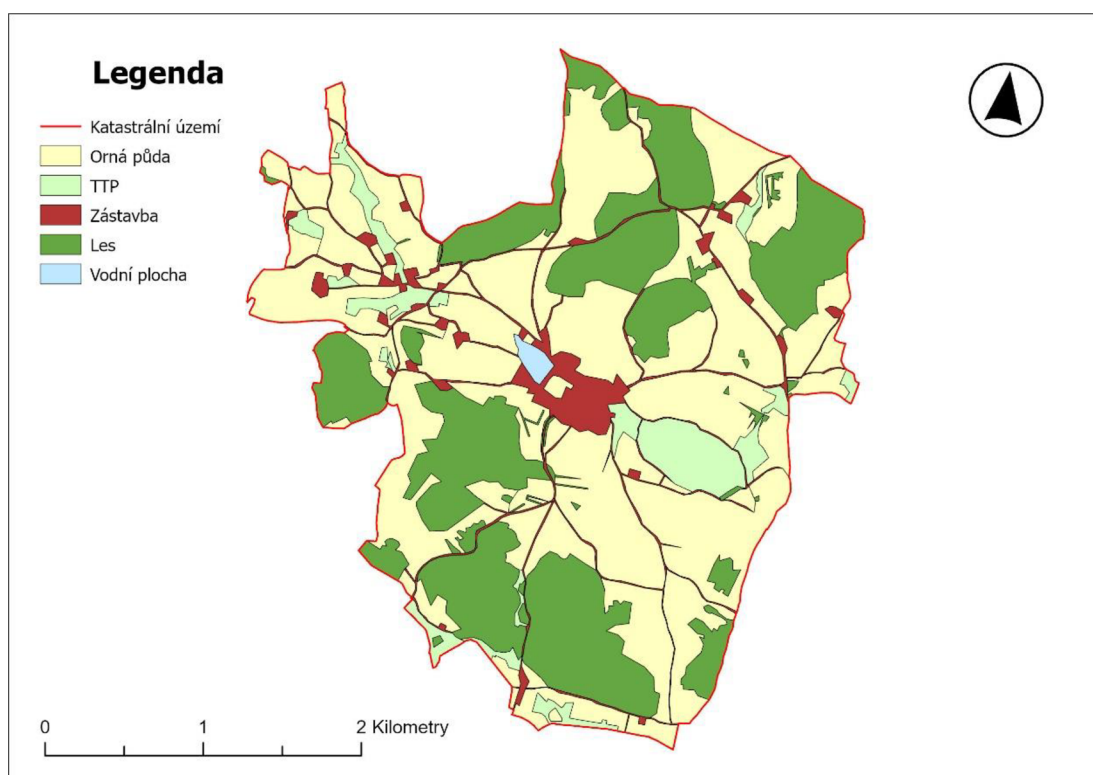 Legenda
Katastrální území
Orná půda
TTP
Zástavba
Les
Vodní plocha
0 1 2 Kilometry